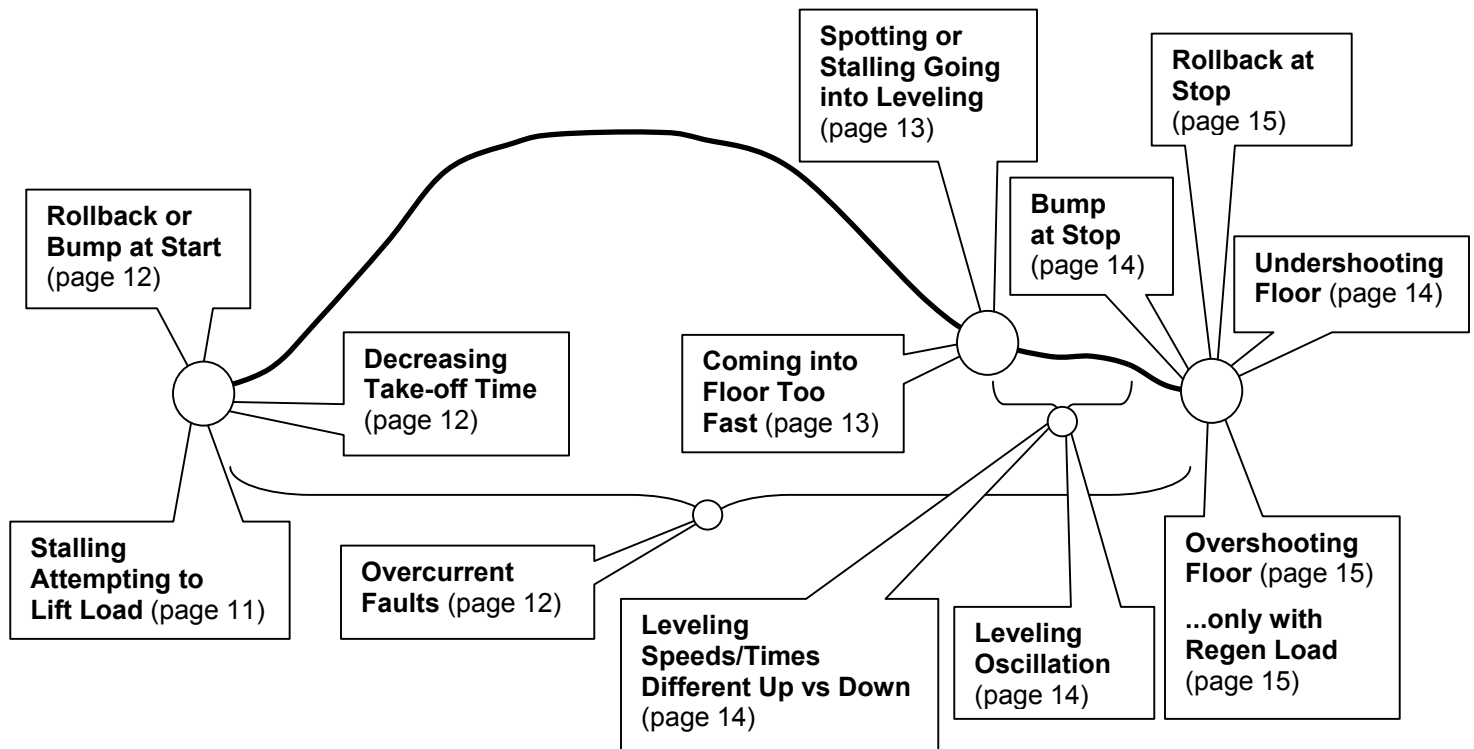 Spotting or
Stalling Going
into Leveling
(page 13)
Rollback at
Stop
(page 15)
Rollback or
Bump at Start
(page 12)
Bump
at Stop
(page 14)
Undershooting
Floor (page 14)
Decreasing
Take-off Time
(page 12)
Coming into
Floor Too
Fast (page 13)
Stalling
Attempting to
Lift Load (page 11)
Overcurrent
Faults (page 12)
Leveling
Speeds/Times
Different Up vs Down
(page 14)
Leveling
Oscillation
(page 14)
Overshooting
Floor (page 15)
...only with
Regen Load
(page 15)